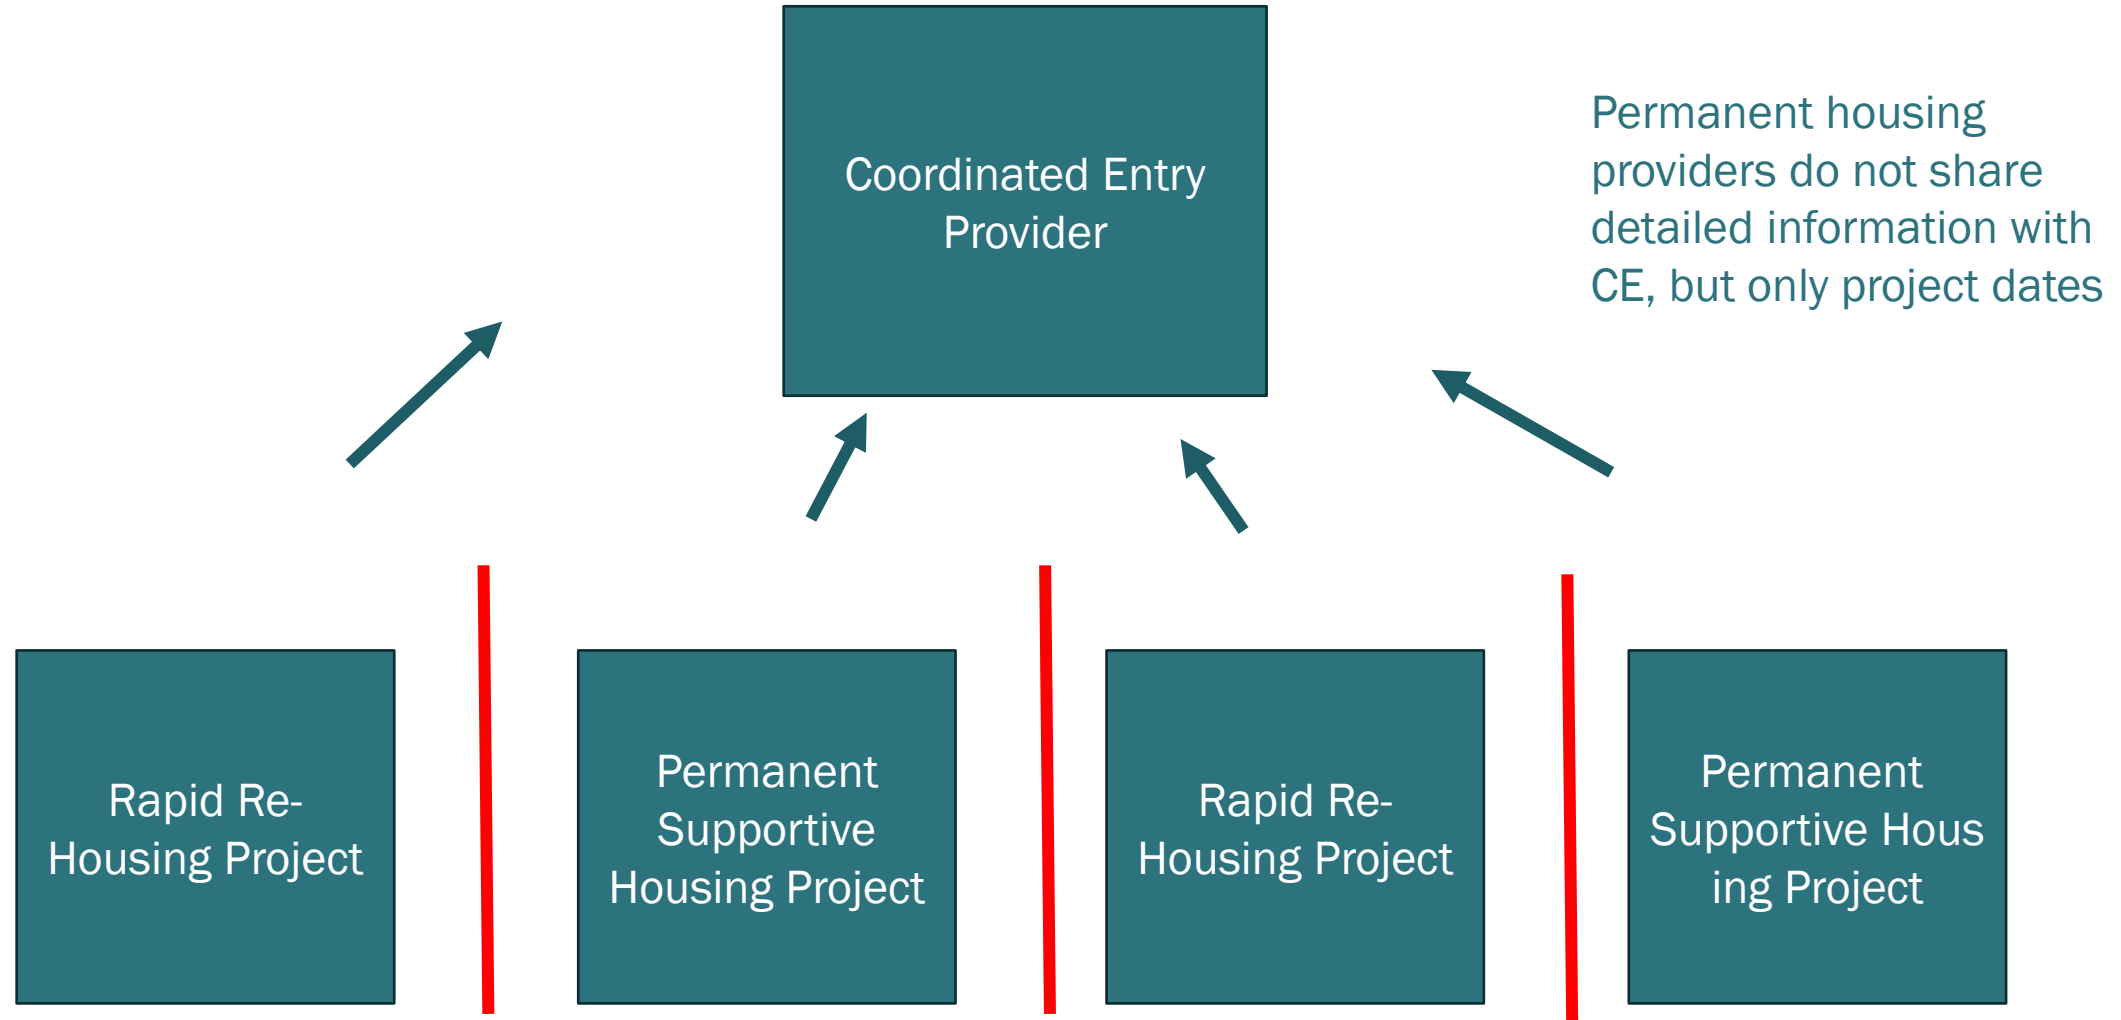 Coordinated Entry
Provider
Permanent housing
providers do not share
detailed information with
CE, but only project dates
Rapid Re-
Housing Project
Permanent
Supportive
Housing Project
Rapid Re-
Housing Project
Permanent
Supportive Hous
ing Project